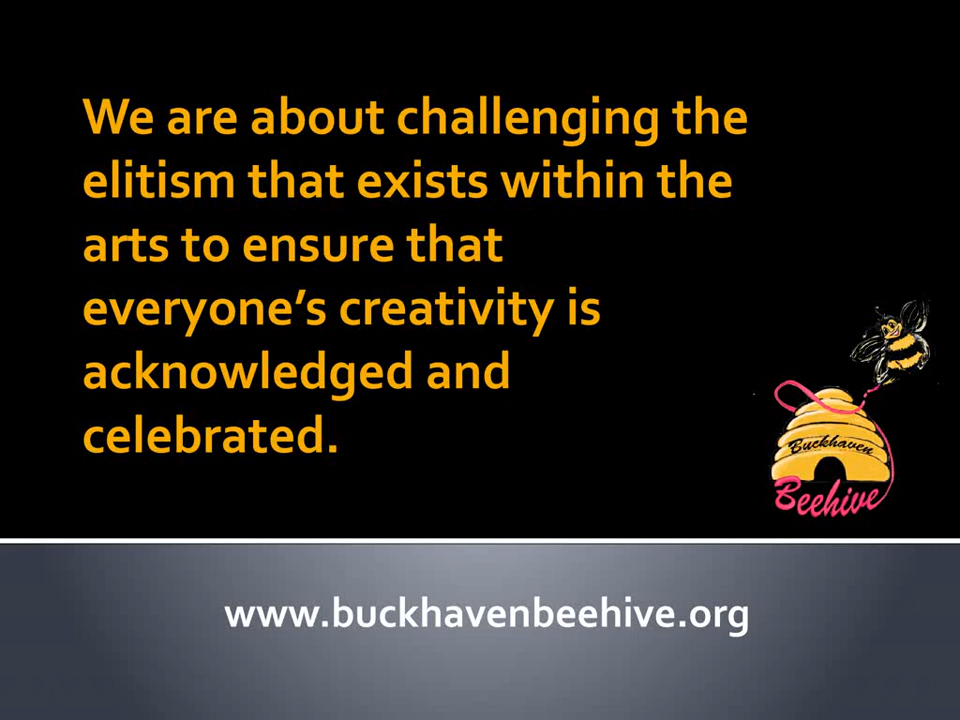 We are about challenging the
elitism that exists within the
arts to ensure that
everyone’s creativity is
acknowledged and
celebrated.
Buckhaven
Beehive
www.buckhavenbeehive.org